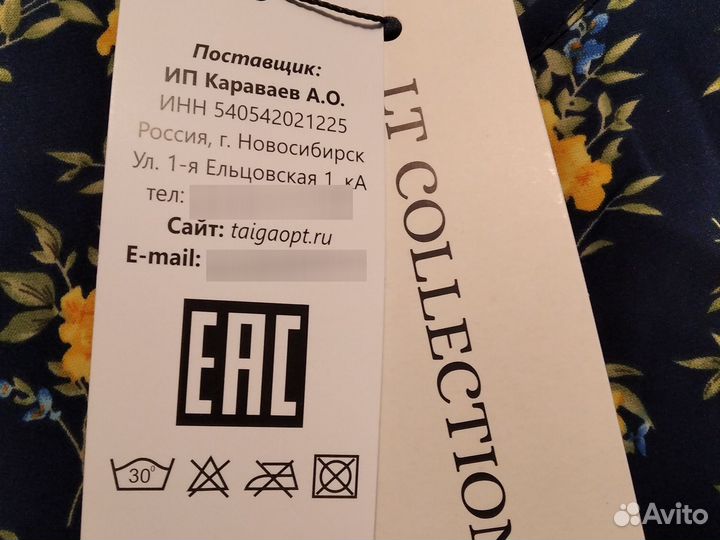 Поставщик:
ИП Караваев А.О.
ИНН 540542021225
Россия, г. Новосибирск
Ул. 1-я Ельцовская 1, кА
тел:
Сайт: taigaopt.ru
E-mail:
EAC
30°
LT COLLECTION
Avito